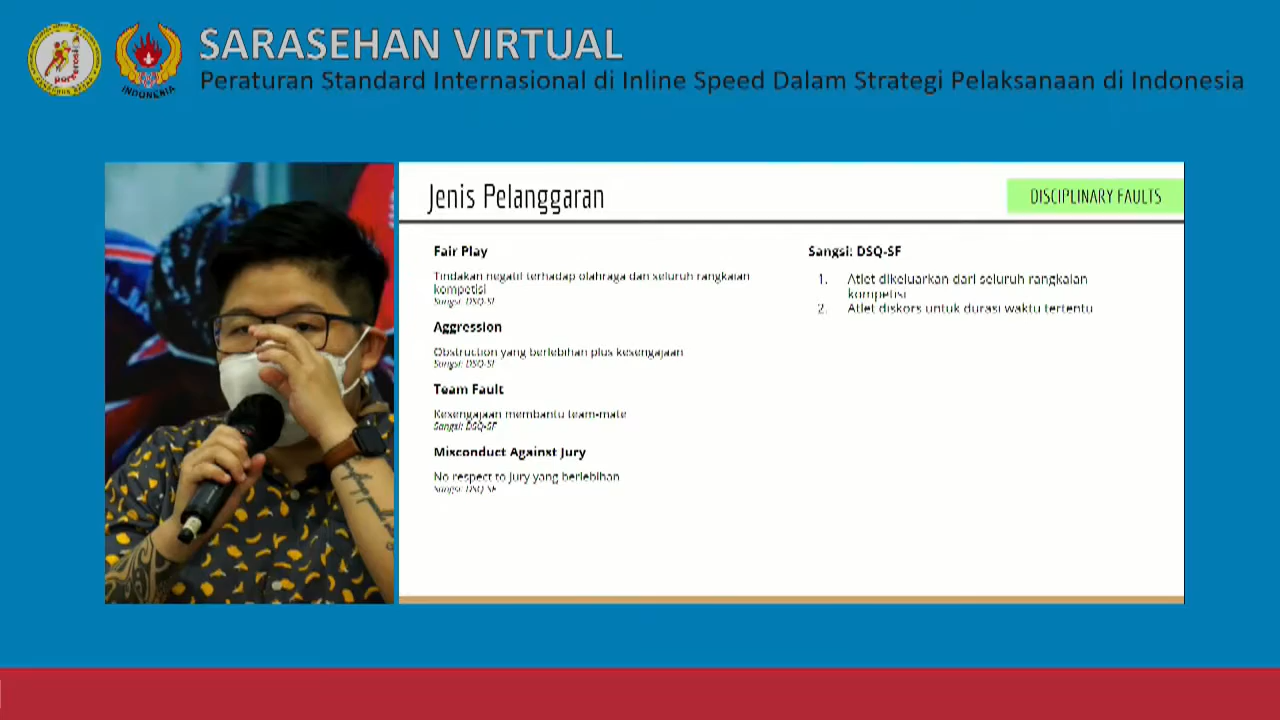 SARASEHAN VIRTUAL
Peraturan Standard Internasional di Inline Speed Dalam Strategi Pelaksanaan di Indonesia
porserosi
INDONESIA
Jenis Pelanggaran
DISCIPLINARY FAULTS
Fair Play
Tindakan negatif terhadap olahraga dan seluruh rangkaian
kompetisi
Sangsi: DSQ-SF
Aggression
Obstruction yang berlebihan plus kesengajaan
Sangsi: DSQ-SF
Team Fault
Kesengajaan membantu team-mate
Sangsi: DSQ-SF
Misconduct Against Jury
No respect to Jury yang berlebihan
Sangsi: DSQ-SF
Sangsi: DSQ-SF
1. Atlet dikeluarkan dari seluruh rangkaian
kompetisi
2. Atlet diskors untuk durasi waktu tertentu